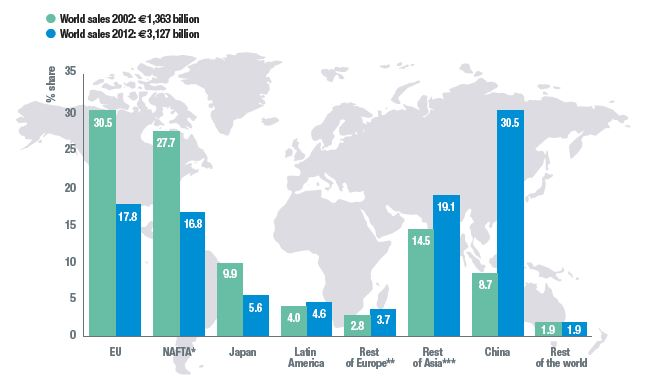 World sales 2002: €1,363 billion
World sales 2012: €3,127 billion
% share
35
30
25
20
15
10
5
0
30.5
17.8
27.7
16.8
9.9
5.6
4.0
4.6
2.8
3.7
14.5
19.1
8.7
30.5
1.9
1.9
EU
NAFTA*
Japan
Latin
America
Rest
of Europe**
Rest
of Asia***
China
Rest
of the world